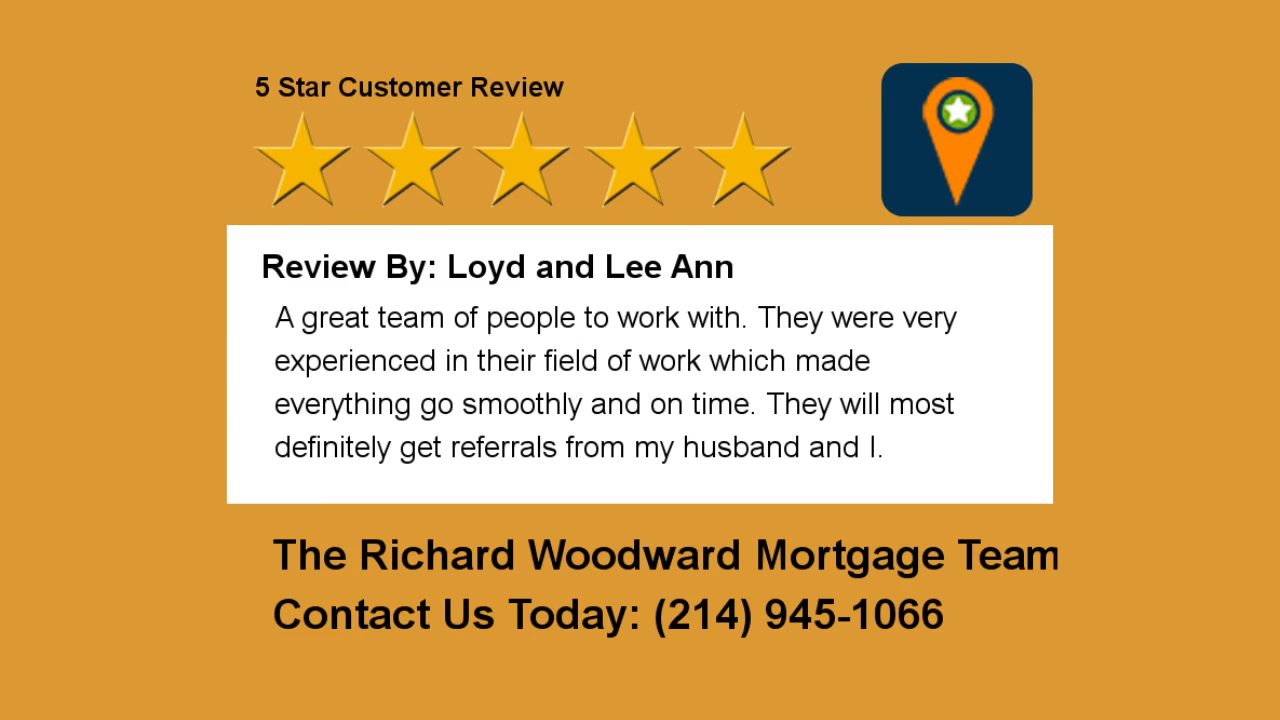 5 Star Customer Review
Review By: Loyd and Lee Ann
A great team of people to work with. They were very
experienced in their field of work which made
everything go smoothly and on time. They will most
definitely get referrals from my husband and I.
The Richard Woodward Mortgage Team
Contact Us Today: (214) 945-1066